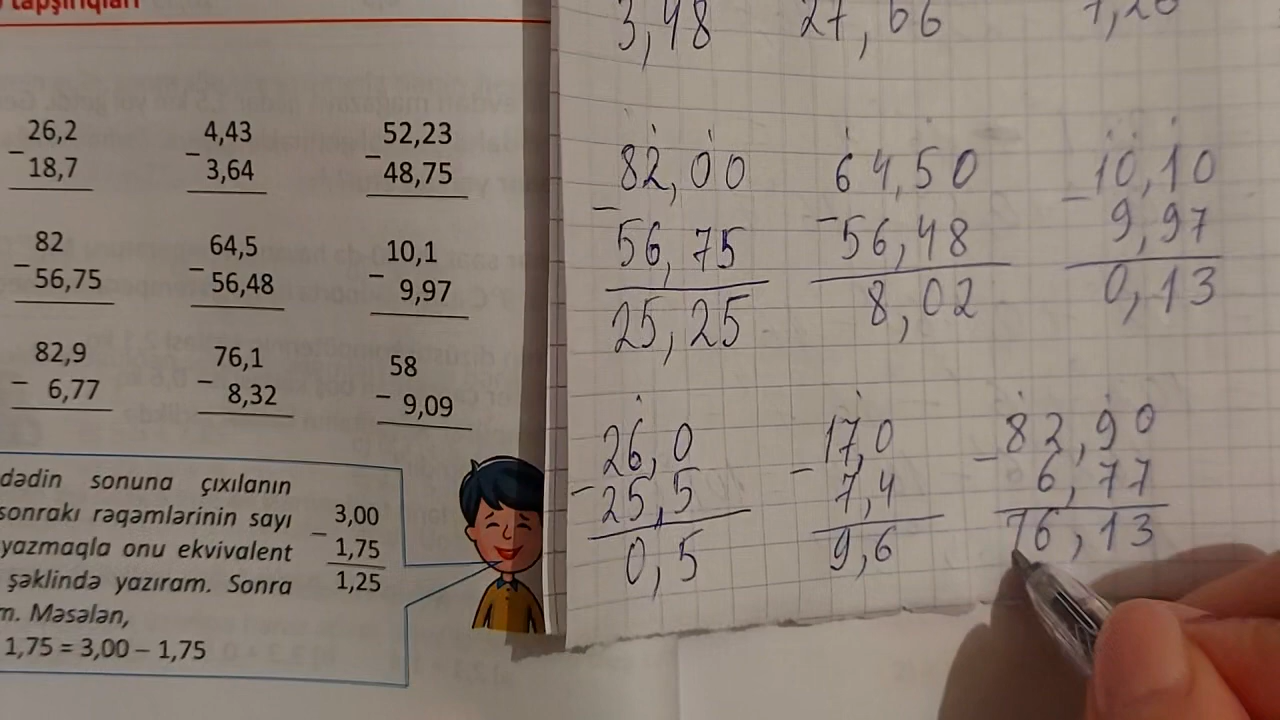 tapşırıqları
26,2 4,43 52,23
- 18,7 - 3,64 - 48,75
82 64,5 10,1
- 56,75 - 56,48 - 9,97
82,9 76,1 58
- 6,77 - 8,32 - 9,09
dədin sonuna çıxılanın
sonrakı rəqəmlərinin sayı
yazmaqla onu ekvivalent
şəklində yazıram. Sonra
m. Məsələn,
1,75 = 3,00 – 1,75
3,00
- 1,75
1,25
3,48 27,66
82,00 64,50 10,10
- 56,75 - 56,48 - 9,97
25,25 8,02 0,13
26,0 17,0 82,90
- 25,5 - 7,4 - 6,77
0,5 9,6 76,13